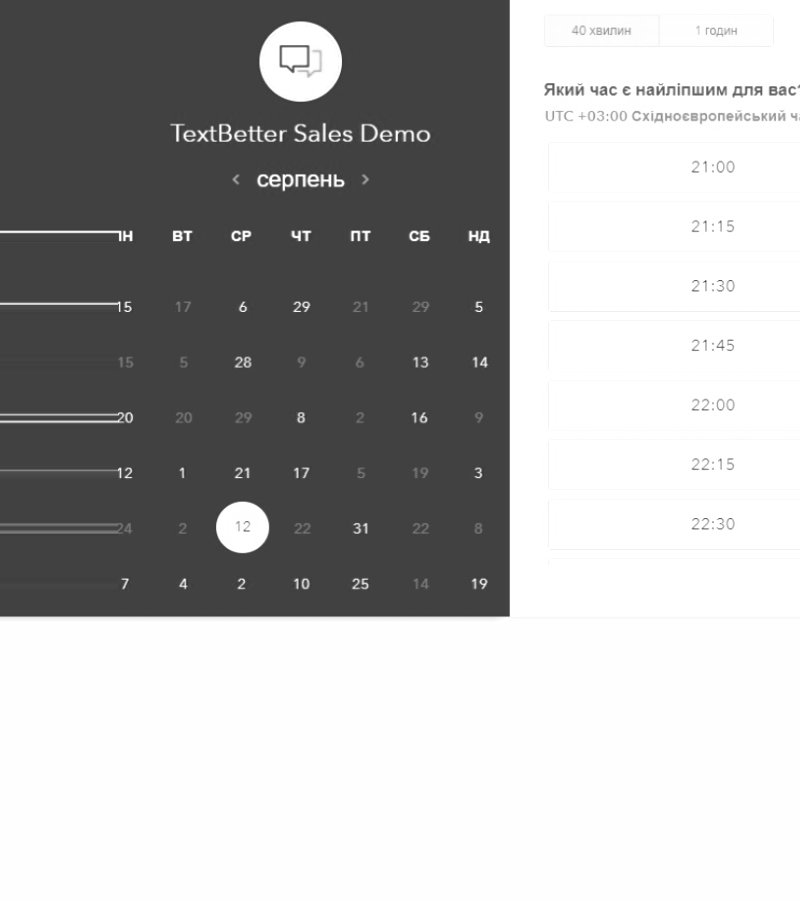 TextBetter Sales Demo
серпень
ВТ СР ЧТ ПТ СБ НД
15 17 6 29 21 29 5
15 5 28 9 6 13 14
20 20 29 8 2 16 9
12 1 21 17 5 19 3
24 2 12 22 31 22 8
7 4 2 10 25 14 19
40 хвилин 1 годин
Який час є найліпшим для вас
UTC +03:00 Східноєвропейський
21:00
21:15
21:30
21:45
22:00
22:15
22:30